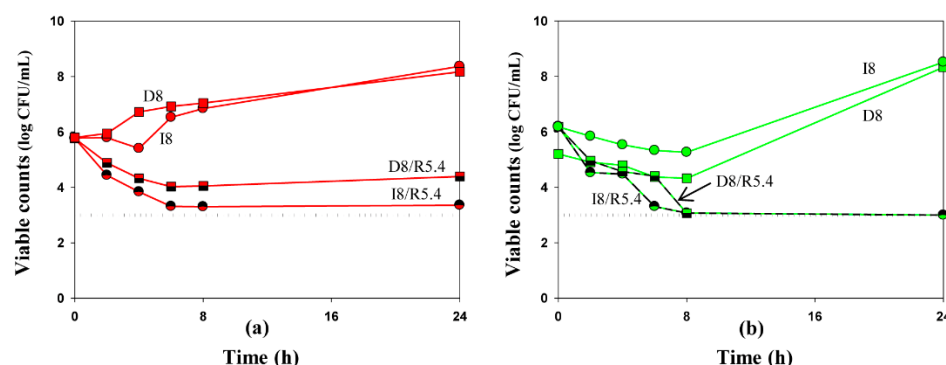 Viable counts (log CFU/mL)
10
8
6
4
2
0
D8
I8
D8/R5.4
I8/R5.4
0
8
16
24
(a)
Time (h)
Viable counts (log CFU/mL)
10
8
6
4
2
0
I8
D8
D8/R5.4
I8/R5.4
0
8
16
24
(b)
Time (h)